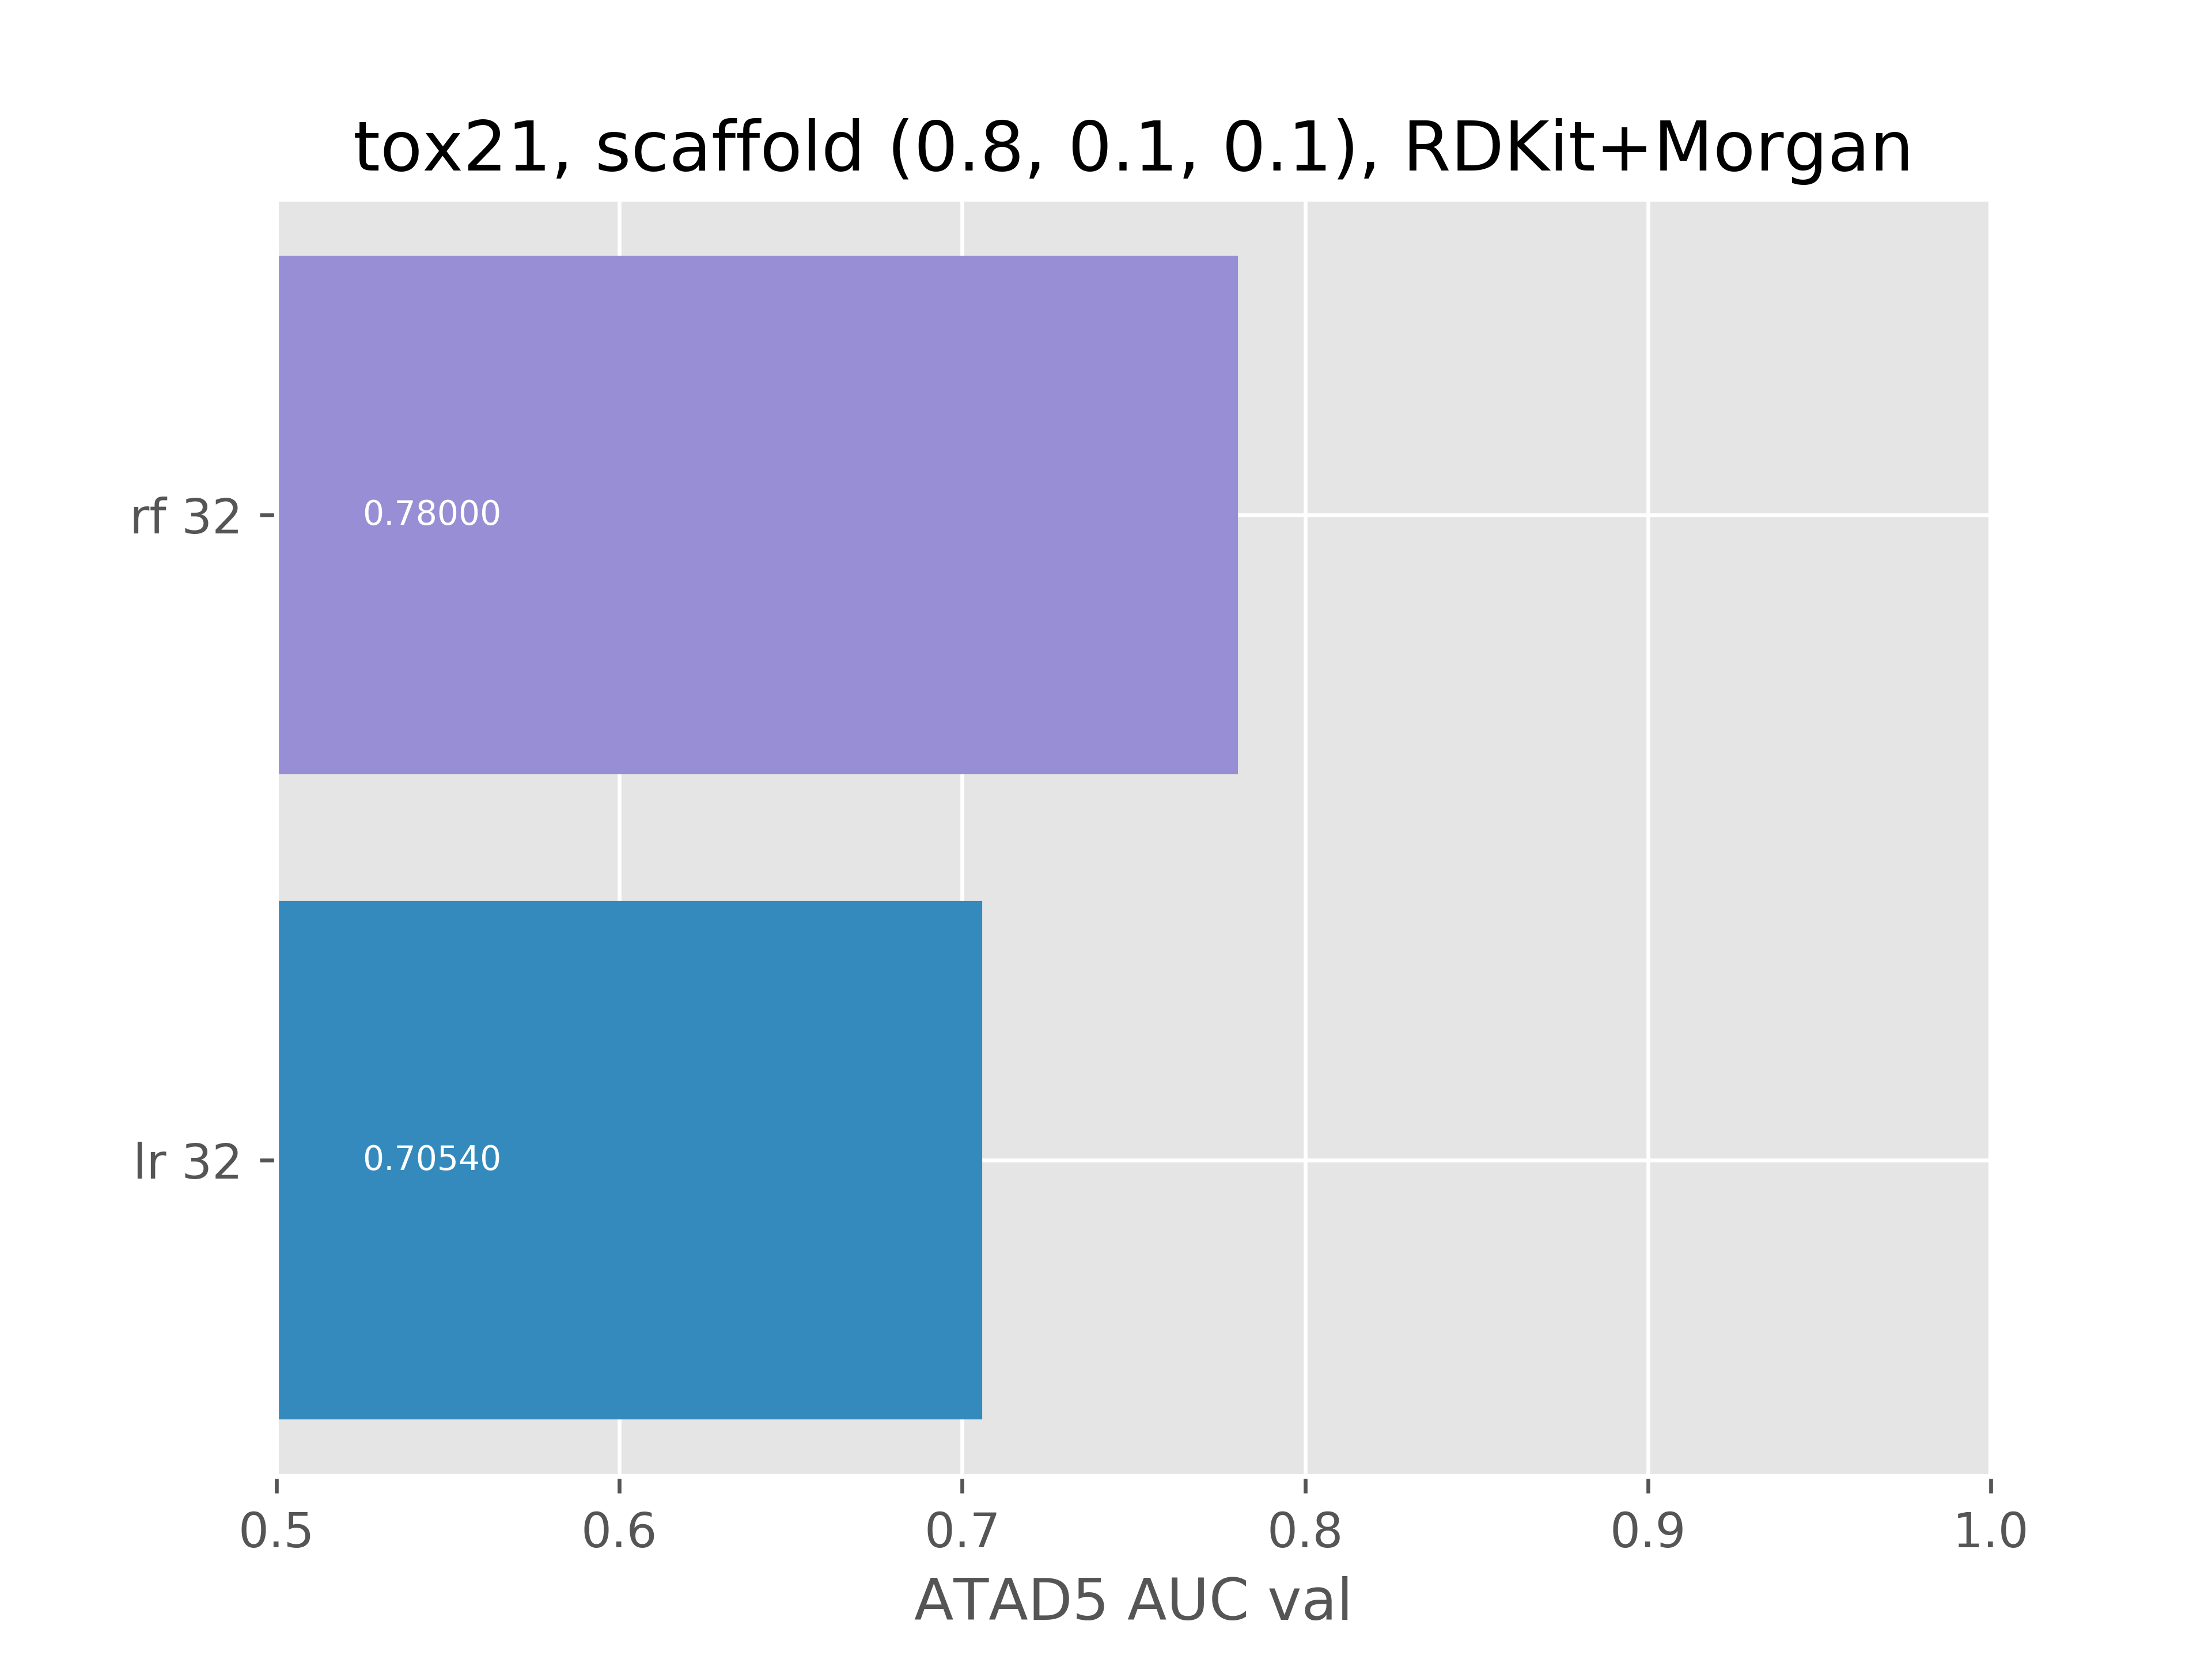 tox21, scaffold (0.8, 0.1, 0.1), RDKit+Morgan
rf 32
0.78000
lr 32
0.70540
0.5 0.6 0.7 0.8 0.9 1.0
ATAD5 AUC val